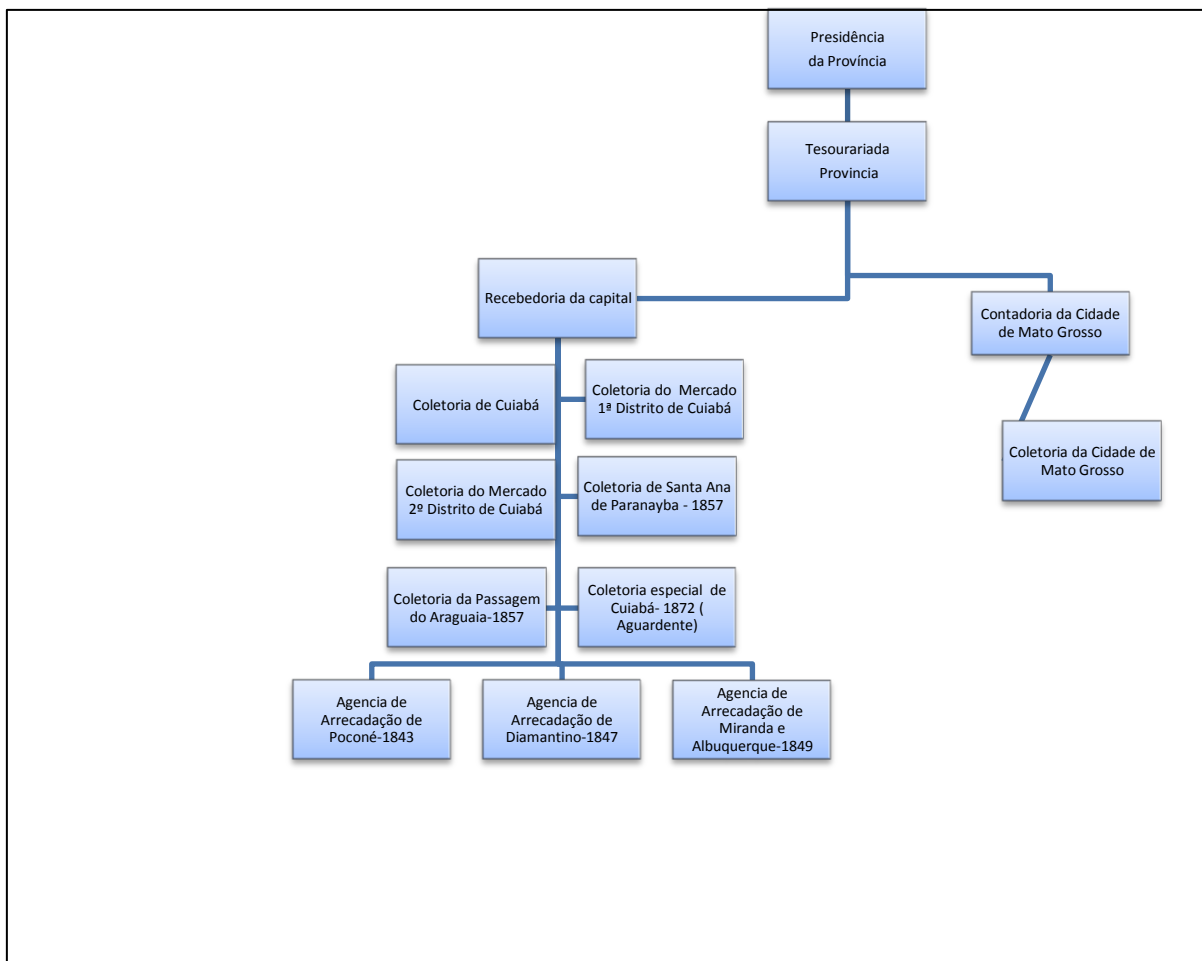 Presidência
da Província
Tesourariada
Provincia
Recebedoria da capital
Contadoria da Cidade
de Mato Grosso
Coletoria de Cuiabá
Coletoria do Mercado
1ª Distrito de Cuiabá
Coletoria da Cidade de
Mato Grosso
Coletoria do Mercado
2º Distrito de Cuiabá
Coletoria de Santa Ana
de Paranayba - 1857
Coletoria da Passagem
do Araguaia-1857
Coletoria especial de
Cuiabá- 1872 (
Aguardente)
Agencia de
Arrecadação de
Poconé-1843
Agencia de
Arrecadação de
Diamantino-1847
Agencia de
Arrecadação de
Miranda e
Albuquerque-1849